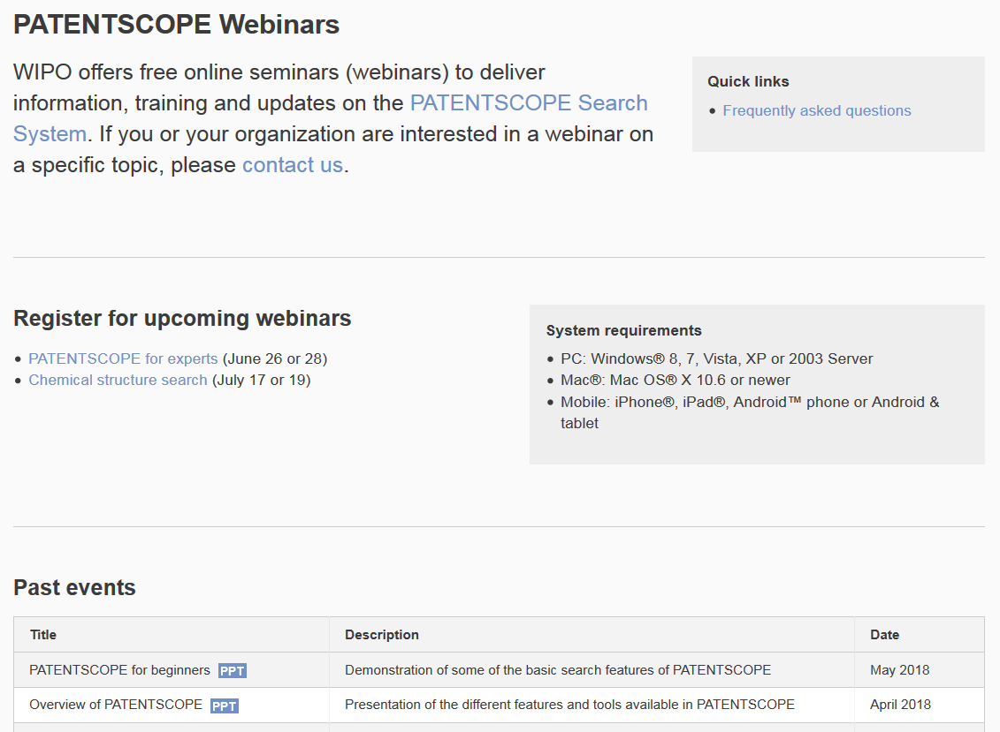 PATENTSCOPE Webinars
WIPO offers free online seminars (webinars) to deliver
information, training and updates on the PATENTSCOPE Search
System. If you or your organization are interested in a webinar on
a specific topic, please contact us.
Quick links
• Frequently asked questions
Register for upcoming webinars
• PATENTSCOPE for experts (June 26 or 28)
• Chemical structure search (July 17 or 19)
System requirements
• PC: Windows® 8, 7, Vista, XP or 2003 Server
• Mac®: Mac OS® X 10.6 or newer
• Mobile: iPhone®, iPad®, Android™ phone or Android &
tablet
Past events
Title Description Date
PATENTSCOPE for beginners PPT Demonstration of some of the basic search features of PATENTSCOPE May 2018
Overview of PATENTSCOPE PPT Presentation of the different features and tools available in PATENTSCOPE April 2018